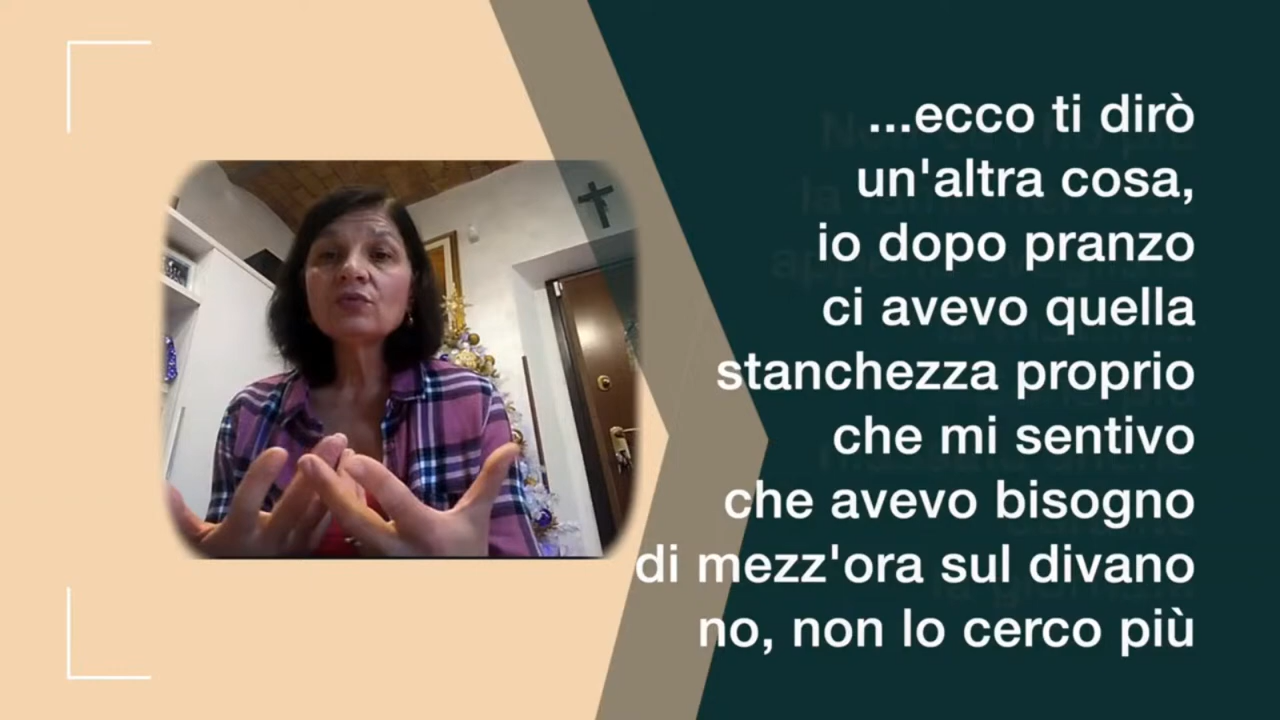 ...ecco ti dirò
un'altra cosa,
io dopo pranzo
ci avevo quella
stanchezza proprio
che mi sentivo
che avevo bisogno
di mezz'ora sul divano
no, non lo cerco più